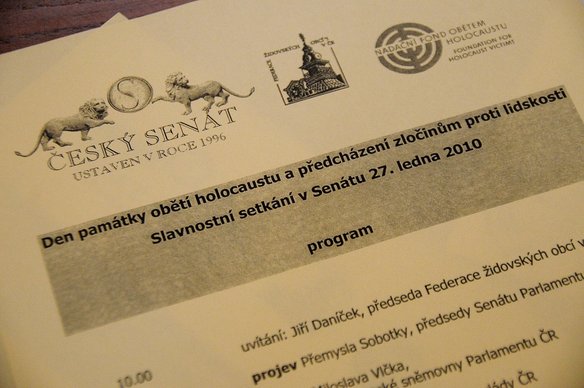 ČESKÝ SENÁT
USTAVEN V ROCE 1996
FEDERACE ŽIDOVSKÝCH OBCÍ V ČR
NADAČNÍ FOND OBĚTEM HOLOCAUSTU
FOUNDATION FOR
HOLOCAUST VICTIMS
Den památky obětí holocaustu a předcházení zločinům proti lidskosti
Slavnostní setkání v Senátu 27. ledna 2010
program
uvítání: Jiří Daníček, předseda Federace židovských obcí v
10.00
projev Přemysla Sobotky, předsedy Senátu Parlamentu
Miloslava Vlčka,
sněmovny Parlamentu ČR
ČR